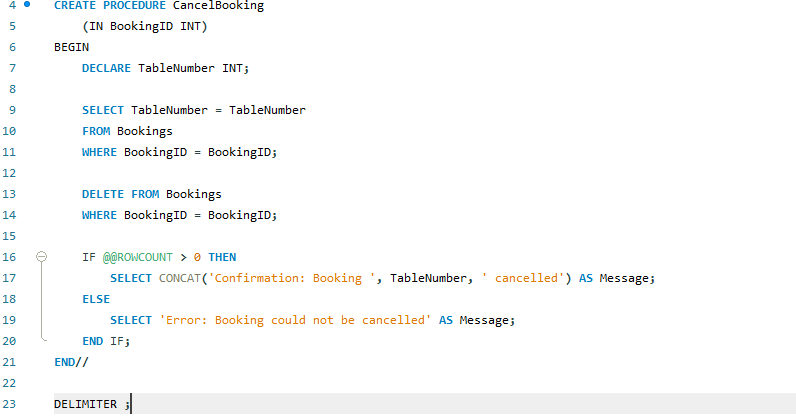 4 CREATE PROCEDURE CancelBooking
5     (IN BookingID INT)
6 BEGIN
7     DECLARE TableNumber INT;
8
9     SELECT TableNumber = TableNumber
10     FROM Bookings
11     WHERE BookingID = BookingID;
12
13     DELETE FROM Bookings
14     WHERE BookingID = BookingID;
15
16     IF @@ROWCOUNT > 0 THEN
17         SELECT CONCAT('Confirmation: Booking ', TableNumber, ' cancelled') AS Message;
18     ELSE
19         SELECT 'Error: Booking could not be cancelled' AS Message;
20     END IF;
21 END//
22
23 DELIMITER ;